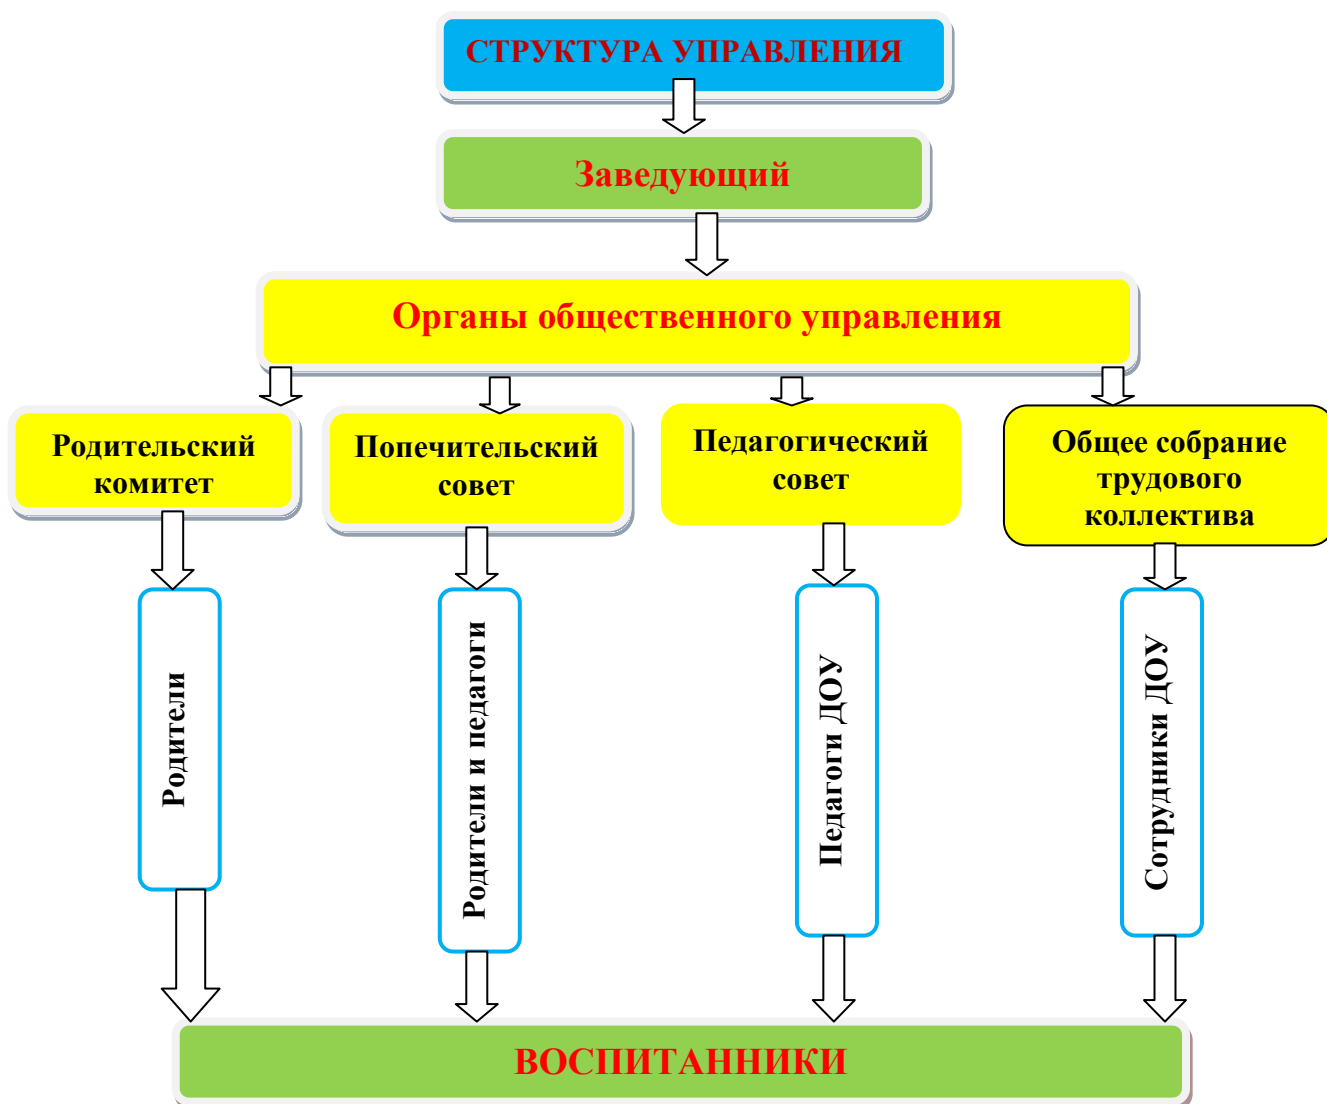 СТРУКТУРА УПРАВЛЕНИЯ
Заведующий
Органы общественного управления
Родительский
комитет
Попечительский
совет
Педагогический
совет
Общее собрание
трудового
коллектива
Родители
Родители и педагоги
Педагоги ДОУ
Сотрудники ДОУ
ВОСПИТАННИКИ